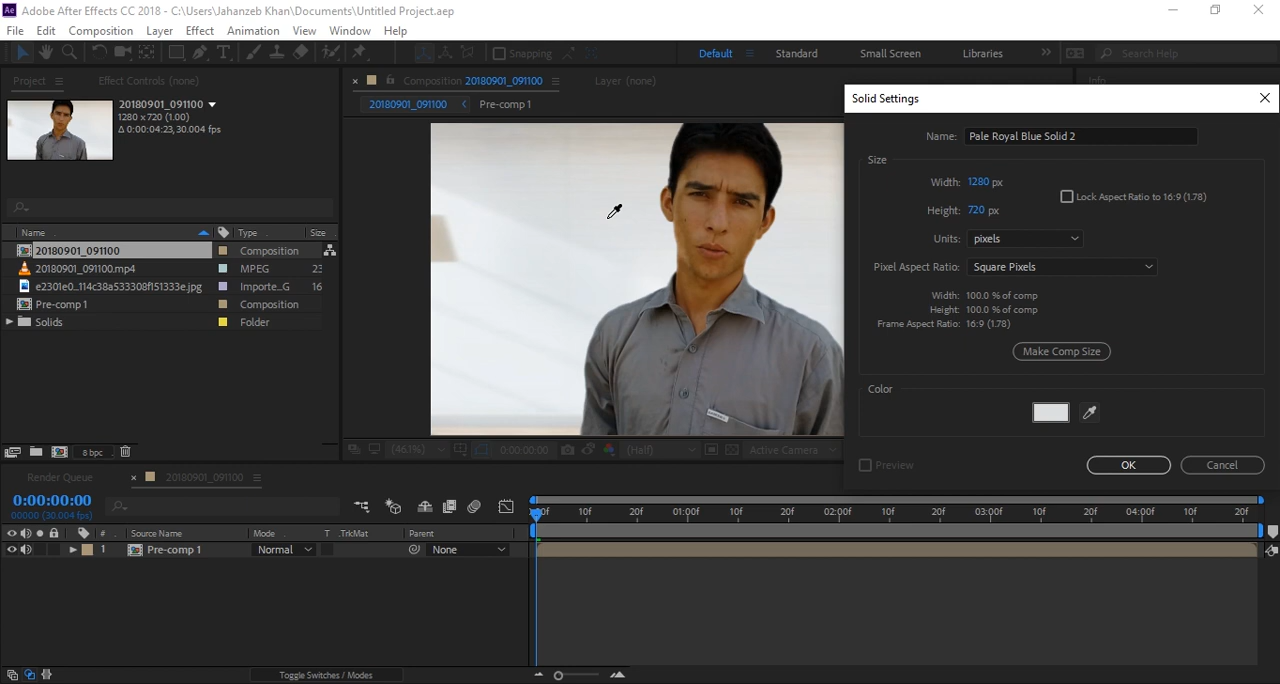 Adobe After Effects CC 2018 - C:\Users\Jahanzeb Khan\Documents\Untitled Project.aep
File Edit Composition Layer Effect Animation View Window Help
Snapping Default Standard Small Screen Libraries Search Help
Project Effect Controls (none) Composition 20180901_091100 Layer (none) Info
20180901_091100
1280 x 720 (1.00)
Δ 0:00:04:23, 30.004 fps
20180901_091100 Pre-comp 1
Solid Settings
Name: Pale Royal Blue Solid 2
Size
Width: 1280 px
Height: 720 px
Lock Aspect Ratio to 16:9 (1.78)
Units: pixels
Pixel Aspect Ratio: Square Pixels
Width: 100.0 % of comp
Height: 100.0 % of comp
Frame Aspect Ratio: 16:9 (1.78)
Make Comp Size
Color
Preview OK Cancel
Name Type Size
20180901_091100 Composition
20180901_091100.mp4 MPEG 23
e2301e0...114c38a533308f151333e.jpg Importe...G 16
Pre-comp 1 Composition
Solids Folder
8 bpc (46.1%) 0:00:00:00 (Half) Active Camera
Render Queue 20180901_091100
0:00:00:00
00000 (30.004 fps)
:00f 10f 20f 01:00f 10f 20f 02:00f 10f 20f 03:00f 10f 20f 04:00f 10f 20f
# Source Name Mode T .TrkMat Parent
1 Pre-comp 1 Normal None
Toggle Switches / Modes